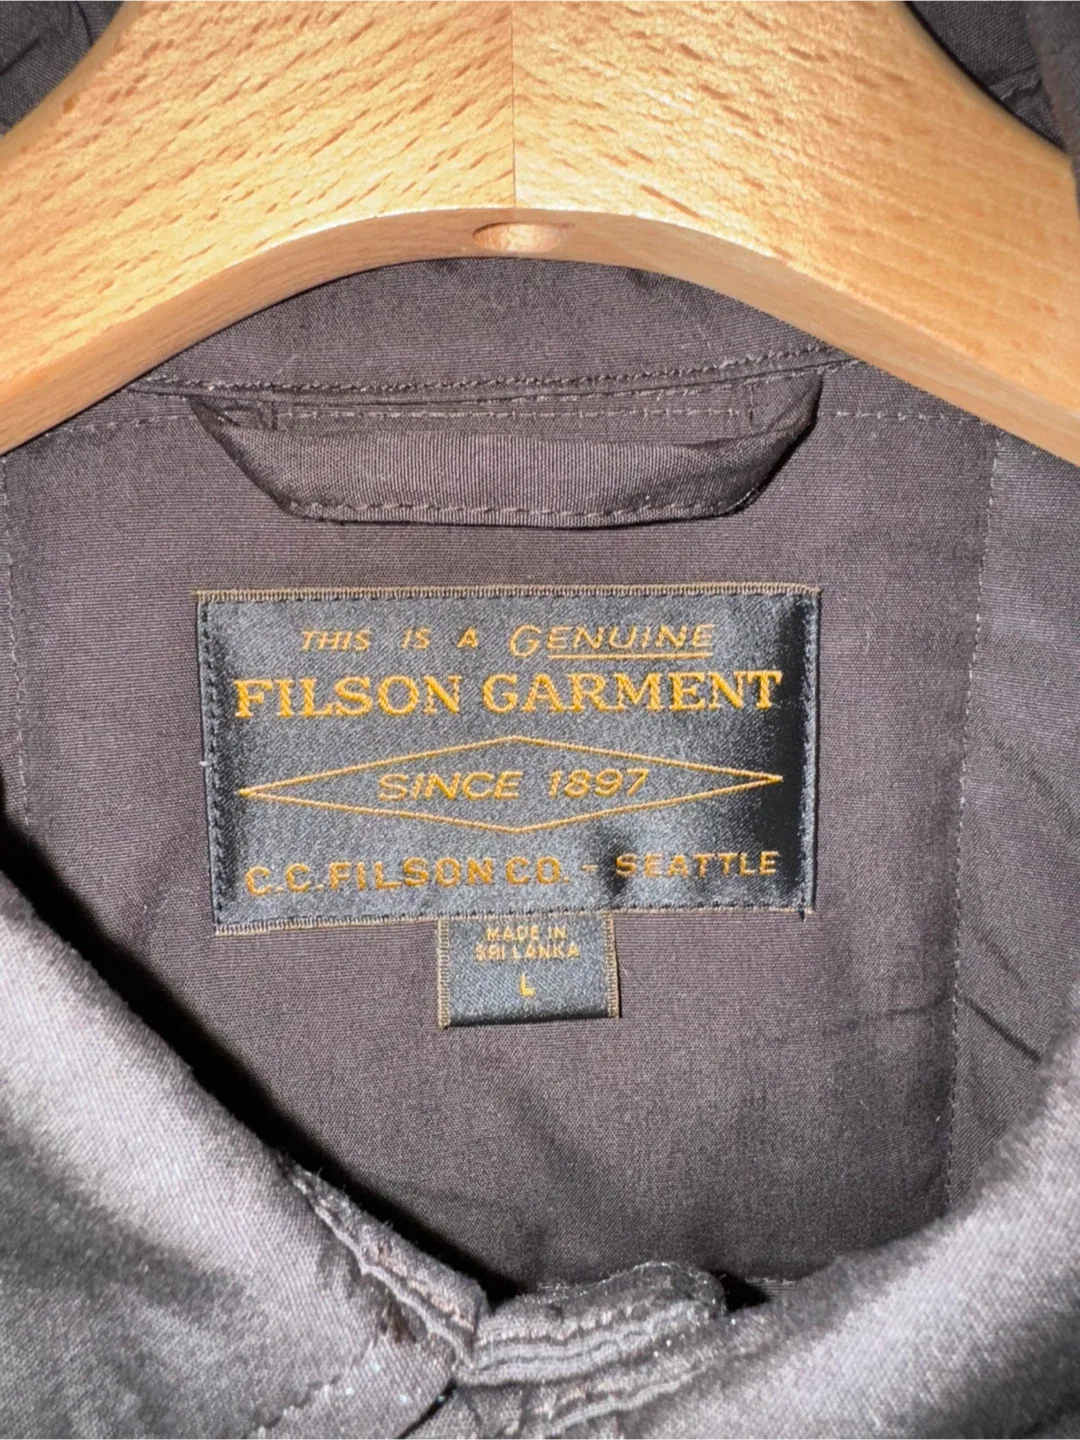 THIS IS A GENUINE
FILSON GARMENT
SINCE 1897
C.C. FILSON CO. - SEATTLE
MADE IN
SRI LANKA
L